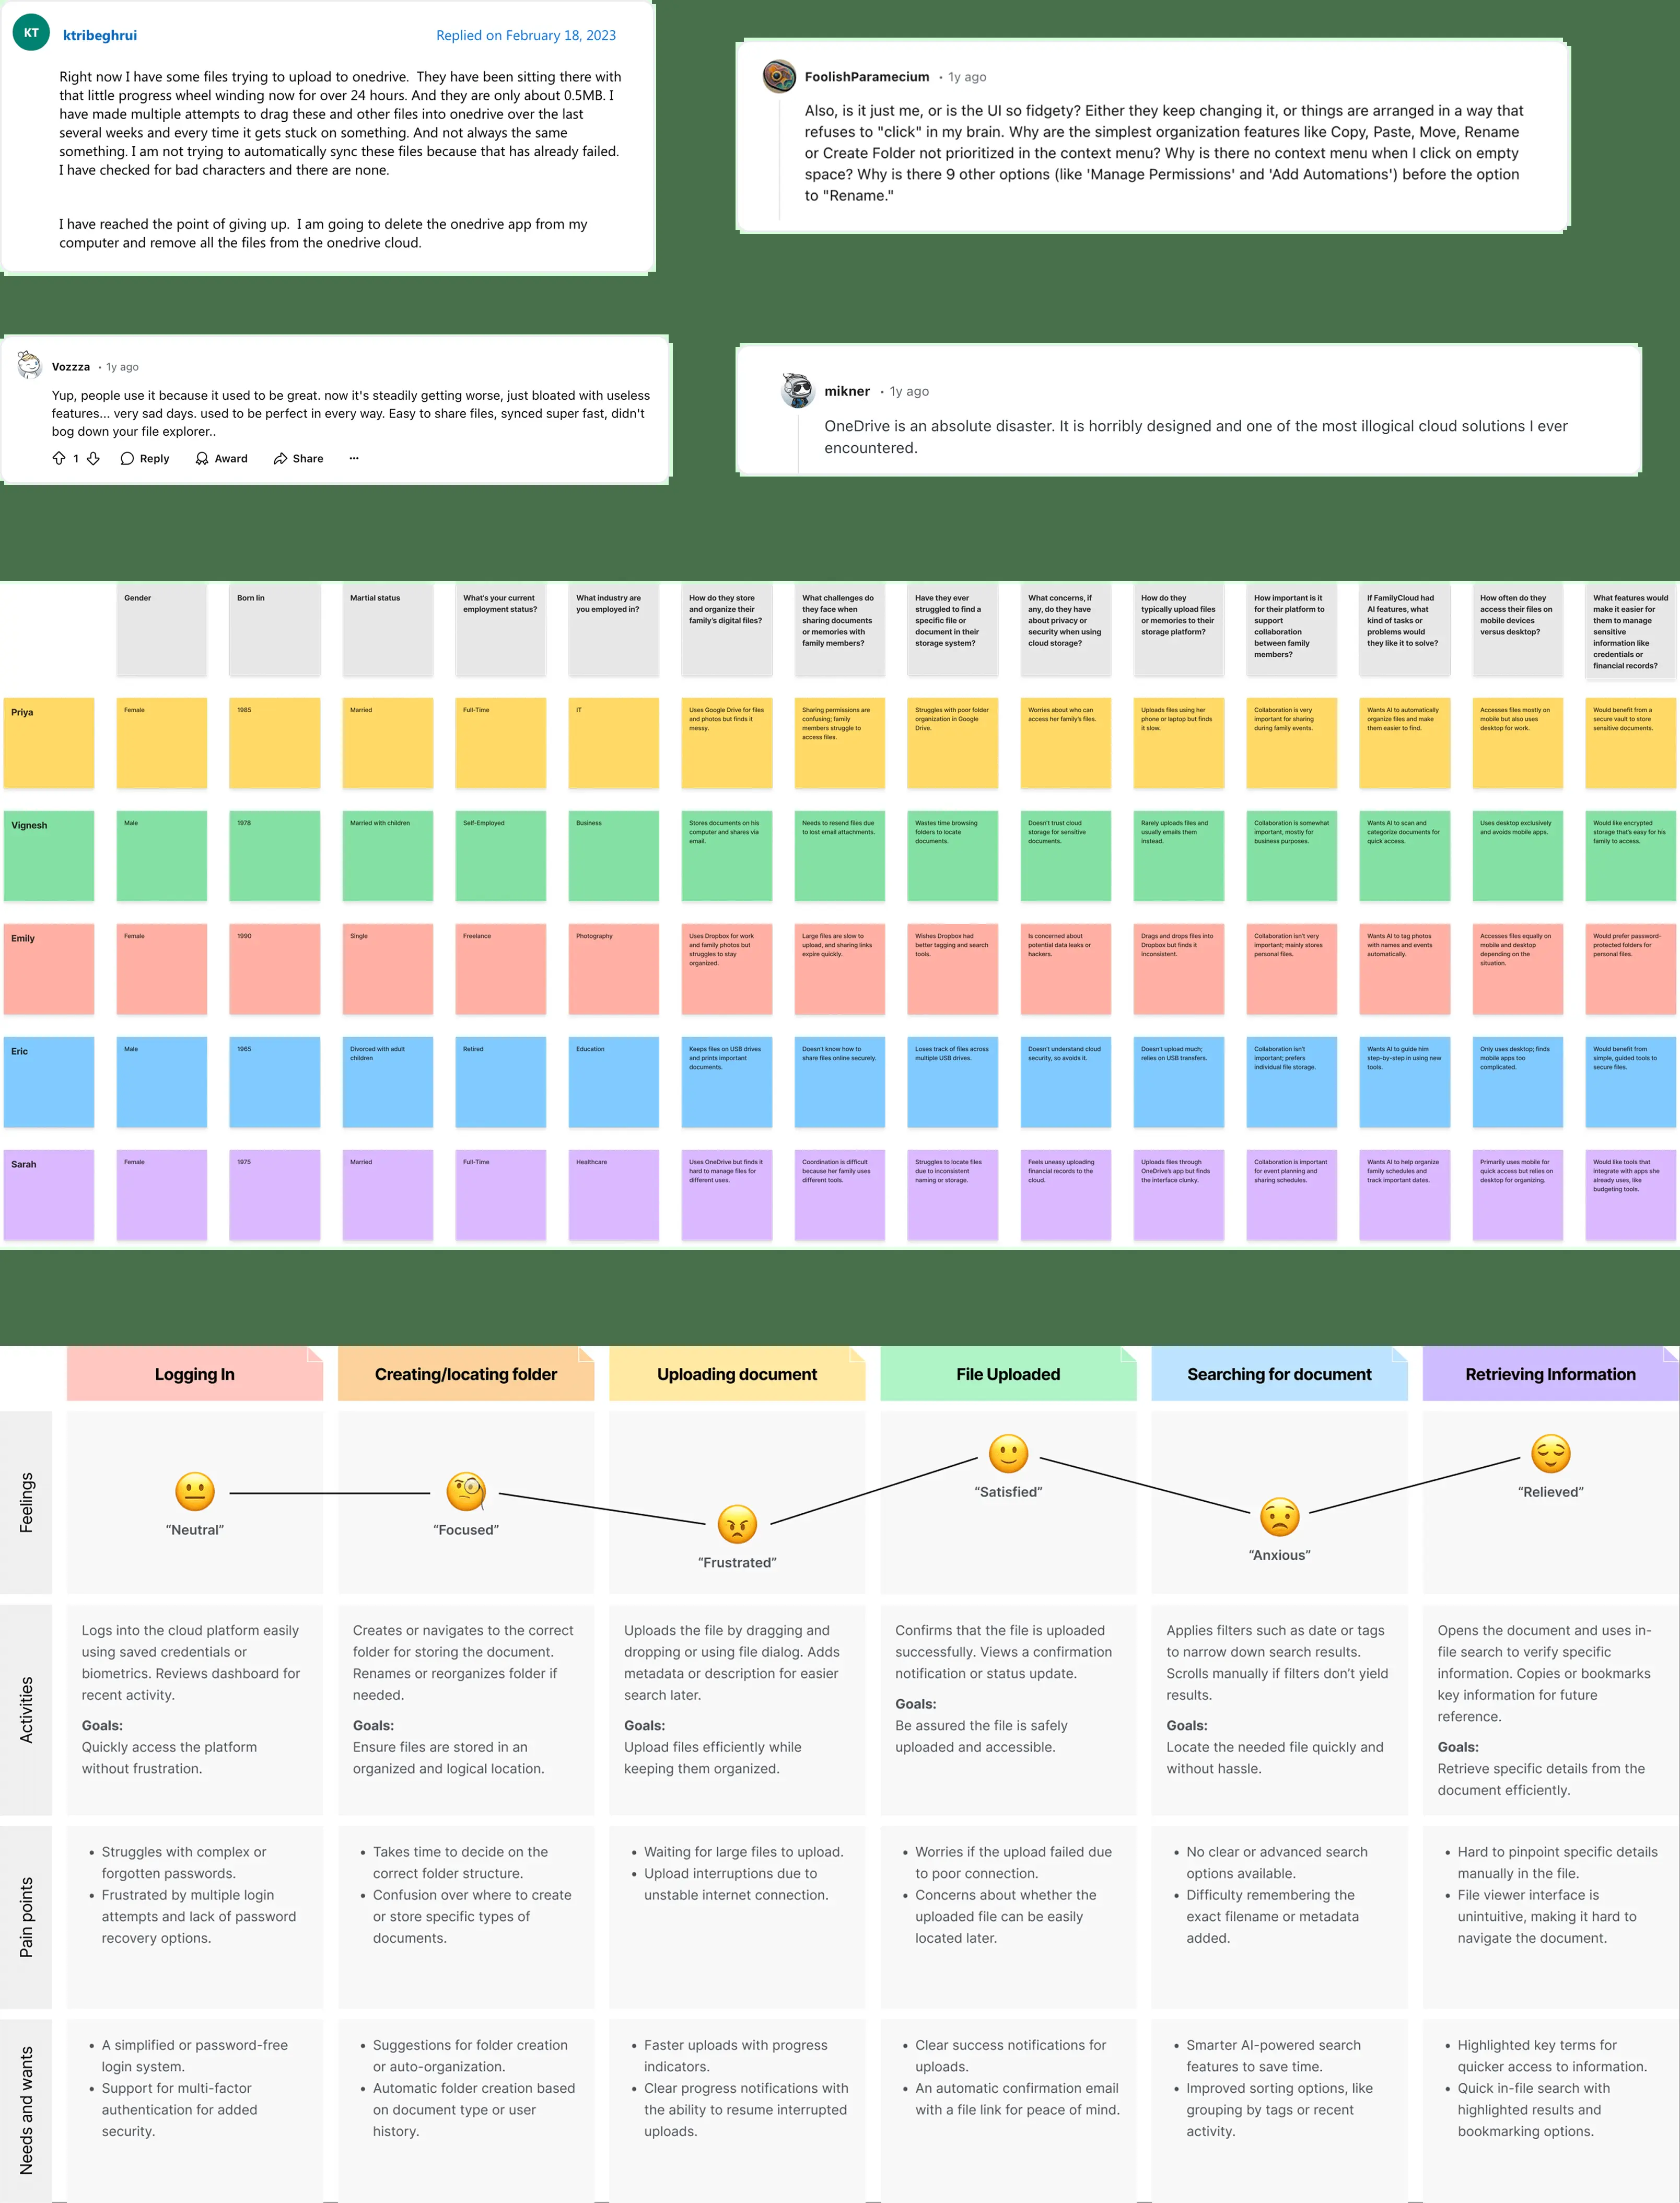 KT
ktribeghrui
Replied on February 18, 2023
Right now I have some files trying to upload to onedrive. They have been sitting there with
that little progress wheel winding now for over 24 hours. And they are only about 0.5MB. I
have made multiple attempts to drag these and other files into onedrive over the last
several weeks and every time it gets stuck on something. And not always the same
something. I am not trying to automatically sync these files because that has already failed.
I have checked for bad characters and there are none.
I have reached the point of giving up. I am going to delete the onedrive app from my
computer and remove all the files from the onedrive cloud.
FoolishParamecium • 1y ago
Also, is it just me, or is the UI so fidgety? Either they keep changing it, or things are arranged in a way that
refuses to "click" in my brain. Why are the simplest organization features like Copy, Paste, Move, Rename
or Create Folder not prioritized in the context menu? Why is there no context menu when I click on empty
space? Why is there 9 other options (like 'Manage Permissions' and 'Add Automations') before the option
to "Rename."
Vozzza • 1y ago
Yup, people use it because it used to be great. now it's steadily getting worse, just bloated with useless
features... very sad days. used to be perfect in every way. Easy to share files, synced super fast, didn't
bog down your file explorer..
1 Reply Award Share ...
mikner • 1y ago
OneDrive is an absolute disaster. It is horribly designed and one of the most illogical cloud solutions I ever
encountered.
Gender
Born Iin
Martial status
What's your current
employment status?
What industry are
you employed in?
How do they store
and organize their
family's digital files?
What challenges do
they face when
sharing documents
or memories with
family members?
Have they ever
struggled to find a
specific file or
document in their
storage system?
What concerns, if
any, do they have
about privacy or
security when using
cloud storage?
How do they
typically upload files
or memories to their
storage platform?
How important is it
for their platform to
support
collaboration
between family
members?
If FamilyCloud had
AI features, what
kind of tasks or
problems would
they like it to solve?
How often do they
access their files on
mobile devices
versus desktop?
What features would
make it easier for
them to manage
sensitive
information like
credentials or
financial records?
Priya
Female
1985
Married
Full-Time
IT
Uses Google Drive for files
and photos but finds it
messy.
Sharing permissions are
confusing; family
members struggle to
access files.
Struggles with poor folder
organization in Google
Drive.
Worries about who can
access her family's files.
Uploads files using her
phone or laptop but finds
it slow.
Collaboration is very
important for sharing
during family events.
Wants AI to automatically
organize files and make
them easier to find.
Accesses files mostly on
mobile but also uses
desktop for work.
Would benefit from a
secure vault to store
sensitive documents.
Vignesh
Male
1978
Married with children
Self-Employed
Business
Stores documents on his
computer and shares via
email.
Needs to resend files due
to lost email attachments.
Wastes time browsing
folders to locate
documents.
Doesn't trust cloud
storage for sensitive
documents.
Rarely uploads files and
usually emails them
instead.
Collaboration is somewhat
important, mostly for
business purposes.
Wants AI to scan and
categorize documents for
quick access.
Uses desktop exclusively
and avoids mobile apps.
Would like encrypted
storage that's easy for his
family to access.
Emily
Female
1990
Single
Freelance
Photography
Uses Dropbox for work
and family photos but
struggles to stay
organized.
Large files are slow to
upload, and sharing links
expire quickly.
Wishes Dropbox had
better tagging and search
tools.
Is concerned about
potential data leaks or
hackers.
Drags and drops files into
Dropbox but finds it
inconsistent.
Collaboration isn't very
important; mainly stores
personal files.
Wants AI to tag photos
with names and events
automatically.
Accesses files equally on
mobile and desktop
depending on the
situation.
Would prefer password-
protected folders for
personal files.
Eric
Male
1965
Divorced with adult
children
Retired
Education
Keeps files on USB drives
and prints important
documents.
Doesn't know how to
share files online securely.
Loses track of files across
multiple USB drives.
Doesn't understand cloud
security, so avoids it.
Doesn't upload much;
relies on USB transfers.
Collaboration isn't
important; prefers
individual file storage.
Wants AI to guide him
step-by-step in using new
tools.
Only uses desktop; finds
mobile apps too
complicated.
Would benefit from
simple, guided tools to
secure files.
Sarah
Female
1975
Married
Full-Time
Healthcare
Uses OneDrive but finds it
hard to manage files for
different uses.
Coordination is difficult
because her family uses
different tools.
Struggles to locate files
due to inconsistent
naming or storage.
Feels uneasy uploading
financial records to the
cloud.
Uploads files through
OneDrive's app but finds
the interface clunky.
Collaboration is important
for event planning and
sharing schedules.
Wants AI to help organize
family schedules and
track important dates.
Primarily uses mobile for
quick access but relies on
desktop for organizing.
Would like tools that
integrate with apps she
already uses, like
budgeting tools.
Logging In
Creating/locating folder
Uploading document
File Uploaded
Searching for document
Retrieving Information
Feelings
“Neutral”
“Focused”
“Frustrated”
“Satisfied”
“Anxious”
“Relieved”
Activities
Logs into the cloud platform easily
using saved credentials or
biometrics. Reviews dashboard for
recent activity.
Goals:
Quickly access the platform
without frustration.
Creates or navigates to the correct
folder for storing the document.
Renames or reorganizes folder if
needed.
Goals:
Ensure files are stored in an
organized and logical location.
Uploads the file by dragging and
dropping or using file dialog. Adds
metadata or description for easier
search later.
Goals:
Upload files efficiently while
keeping them organized.
Confirms that the file is uploaded
successfully. Views a confirmation
notification or status update.
Goals:
Be assured the file is safely
uploaded and accessible.
Applies filters such as date or tags
to narrow down search results.
Scrolls manually if filters don’t yield
results.
Goals:
Locate the needed file quickly and
without hassle.
Opens the document and uses in-
file search to verify specific
information. Copies or bookmarks
key information for future
reference.
Goals:
Retrieve specific details from the
document efficiently.
Pain points
• Struggles with complex or
forgotten passwords.
• Frustrated by multiple login
attempts and lack of password
recovery options.
• Takes time to decide on the
correct folder structure.
• Confusion over where to create
or store specific types of
documents.
• Waiting for large files to upload.
• Upload interruptions due to
unstable internet connection.
• Worries if the upload failed due
to poor connection.
• Concerns about whether the
uploaded file can be easily
located later.
• No clear or advanced search
options available.
• Difficulty remembering the
exact filename or metadata
added.
• Hard to pinpoint specific details
manually in the file.
• File viewer interface is
unintuitive, making it hard to
navigate the document.
Needs and wants
• A simplified or password-free
login system.
• Support for multi-factor
authentication for added
security.
• Suggestions for folder creation
or auto-organization.
• Automatic folder creation based
on document type or user
history.
• Faster uploads with progress
indicators.
• Clear progress notifications with
the ability to resume interrupted
uploads.
• Clear success notifications for
uploads.
• An automatic confirmation email
with a file link for peace of mind.
• Smarter AI-powered search
features to save time.
• Improved sorting options, like
grouping by tags or recent
activity.
• Highlighted key terms for
quicker access to information.
• Quick in-file search with
highlighted results and
bookmarking options.